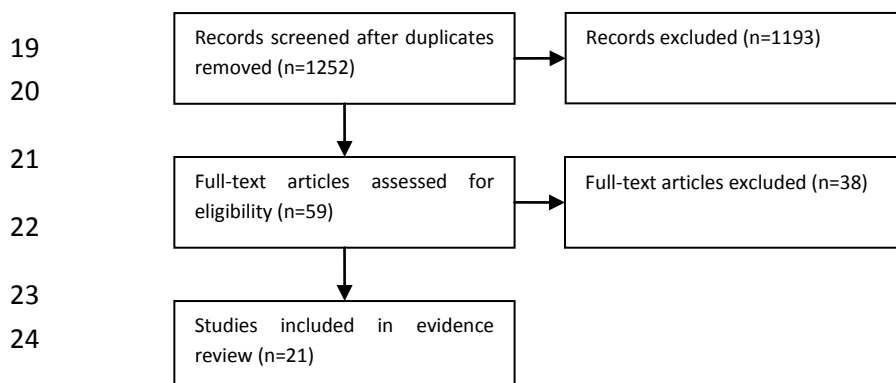 19
Records screened after duplicates
removed (n=1252)
Records excluded (n=1193)
20
21
Full-text articles assessed for
eligibility (n=59)
Full-text articles excluded (n=38)
22
23
Studies included in evidence
review (n=21)
24